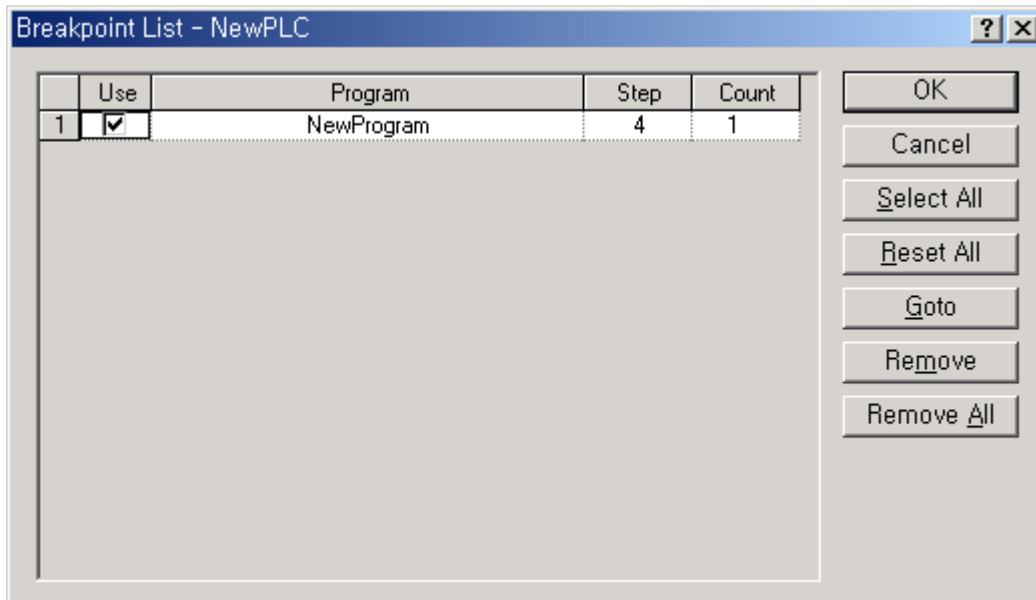 Breakpoint List - NewPLC
Use Program Step Count
1 NewProgram 4 1
OK
Cancel
Select All
Reset All
Goto
Remove
Remove All